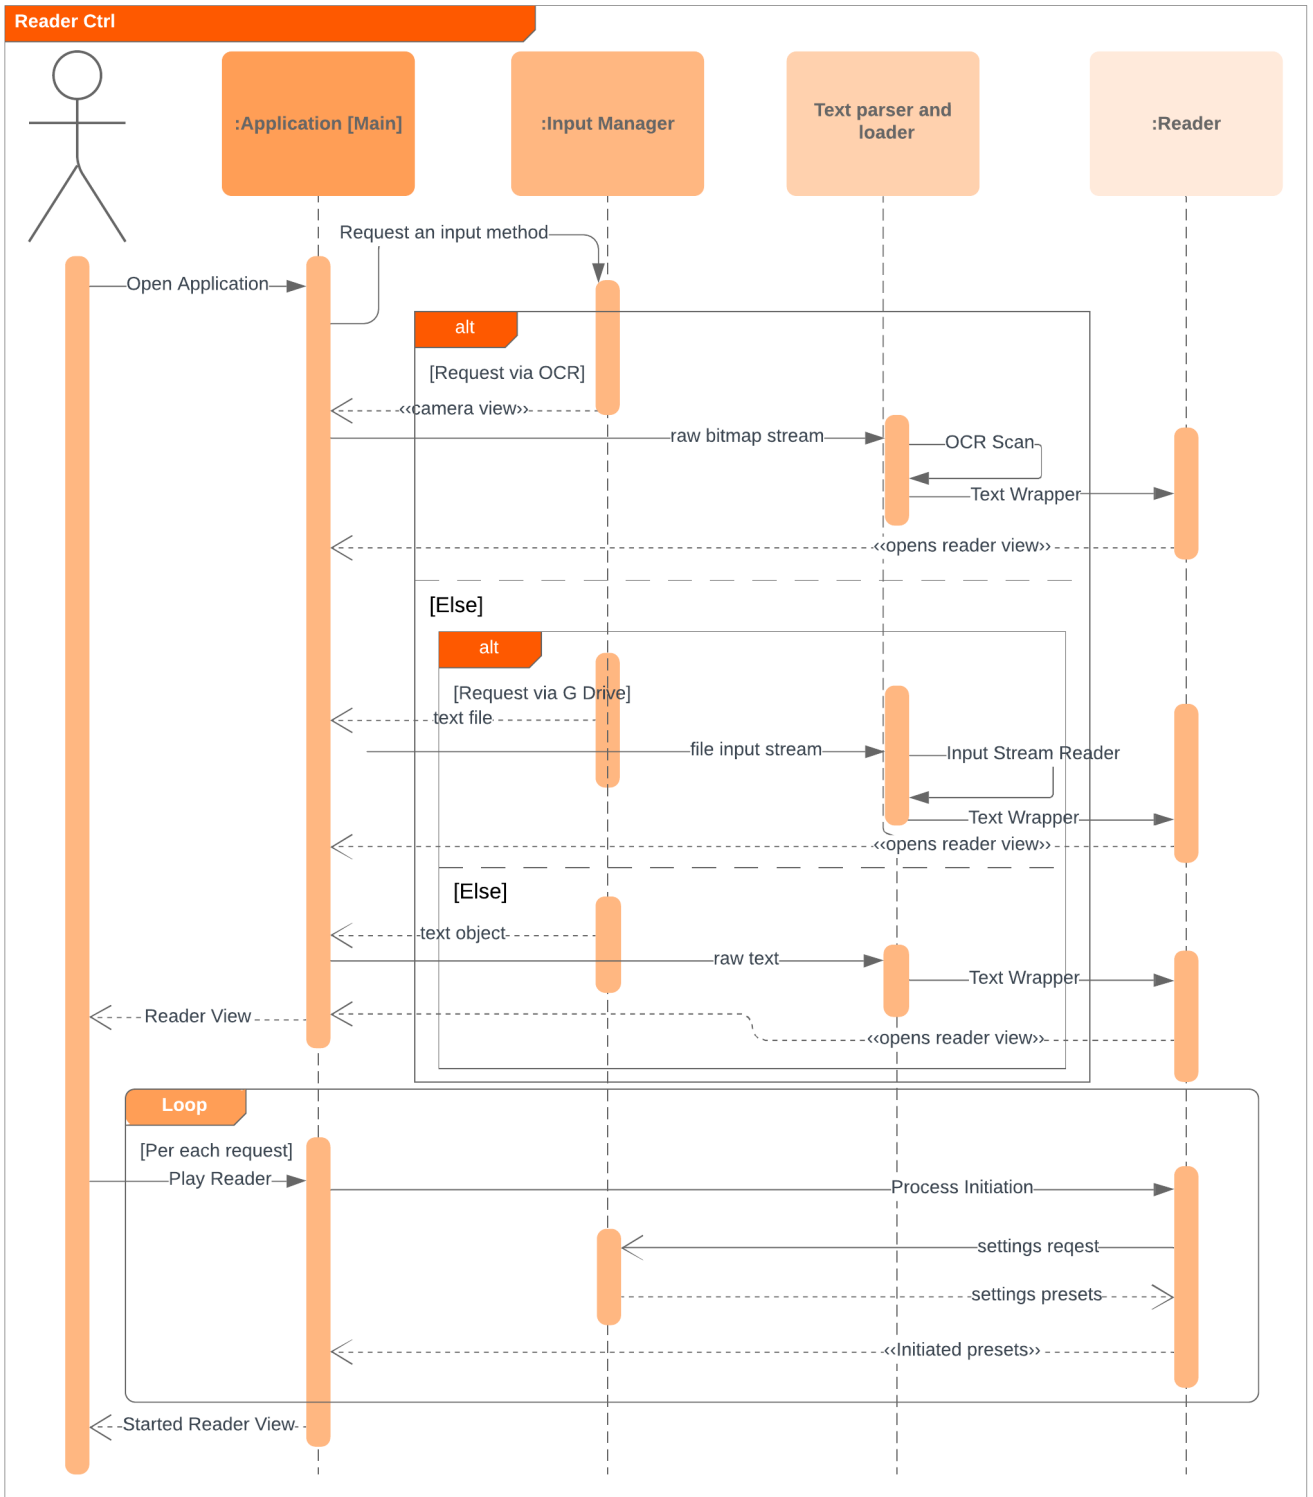 Reader Ctrl
:Application [Main]
:Input Manager
Text parser and
loader
:Reader
Request an input method
Open Application
alt
[Request via OCR]
‹‹camera view››
raw bitmap stream
OCR Scan
Text Wrapper
‹‹opens reader view››
[Else]
alt
[Request via G Drive]
text file
file input stream
Input Stream Reader
Text Wrapper
‹‹opens reader view››
[Else]
text object
raw text
Text Wrapper
Reader View
‹‹opens reader view››
Loop
[Per each request]
Play Reader
Process Initiation
settings reqest
settings presets
‹‹Initiated presets››
Started Reader View